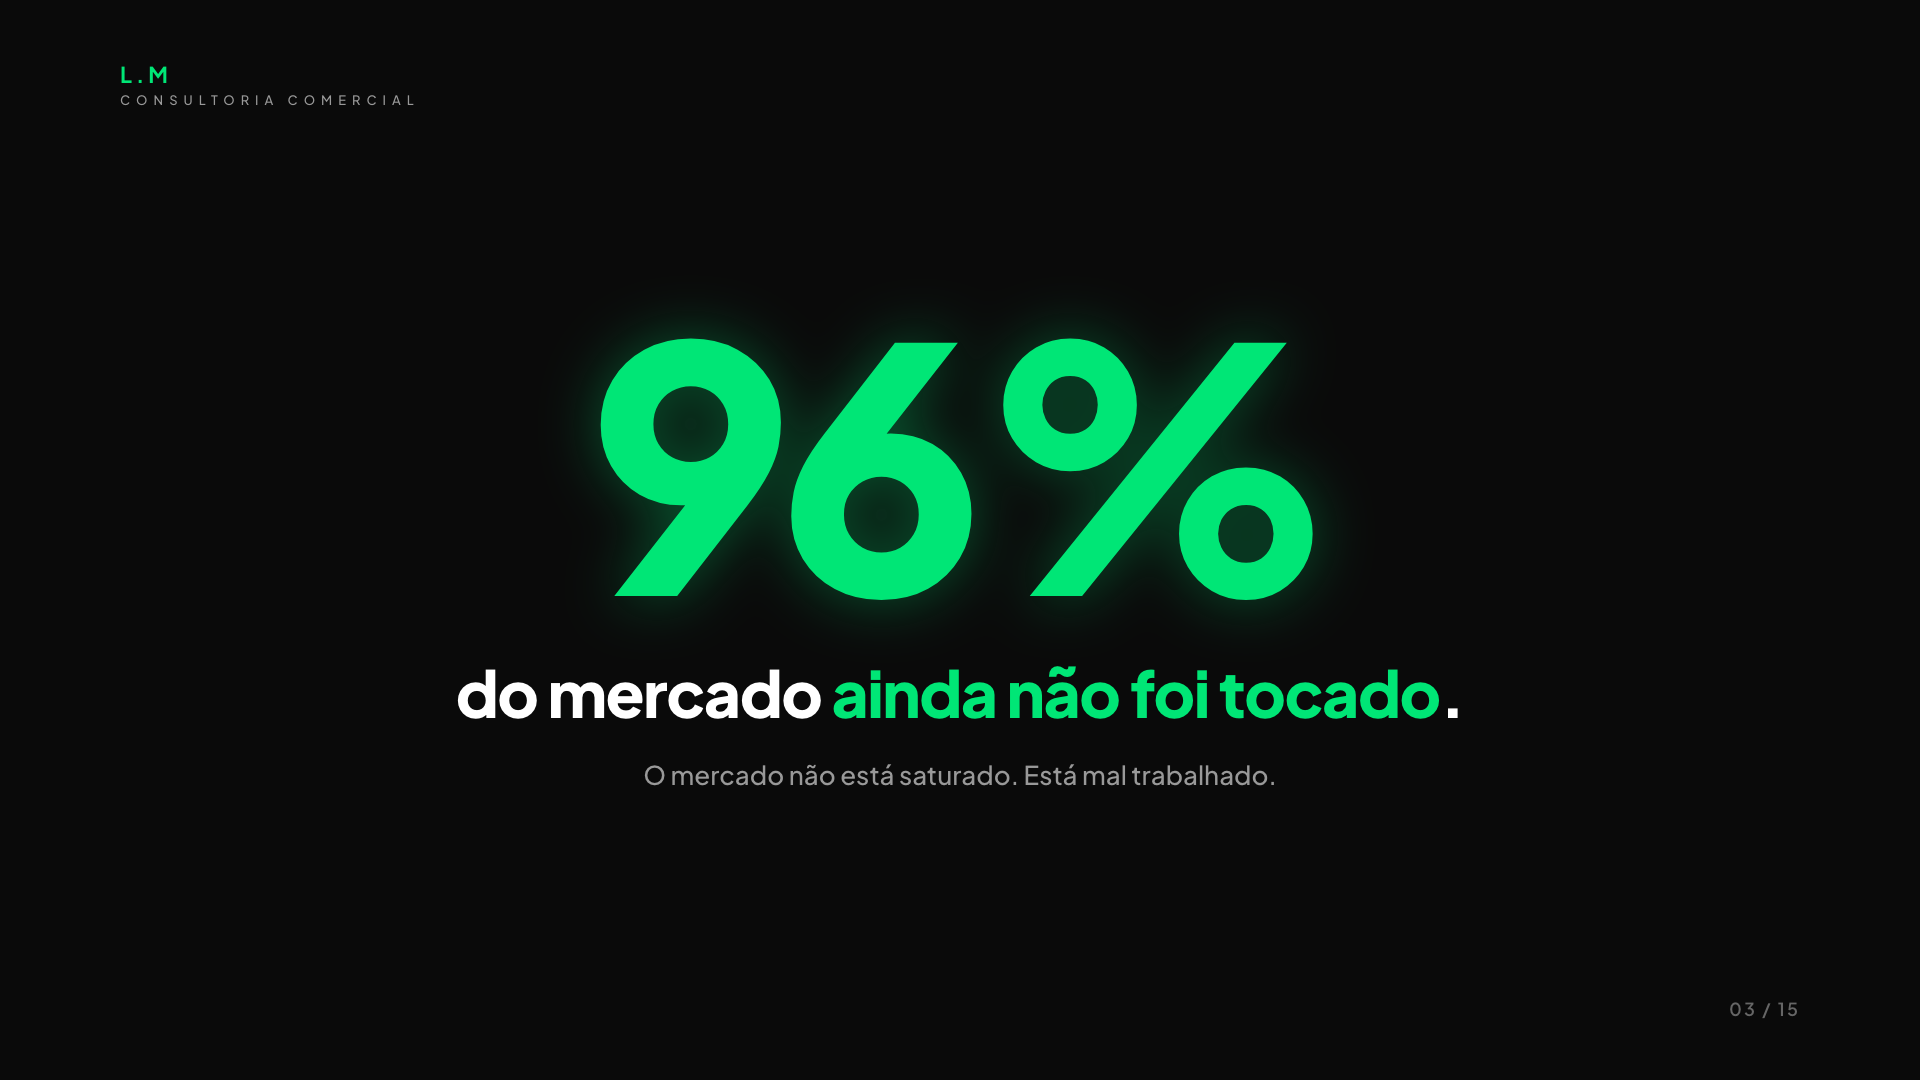 L.M
CONSULTORIA COMERCIAL
96%
do mercado ainda não foi tocado.
O mercado não está saturado. Está mal trabalhado.
03 / 15